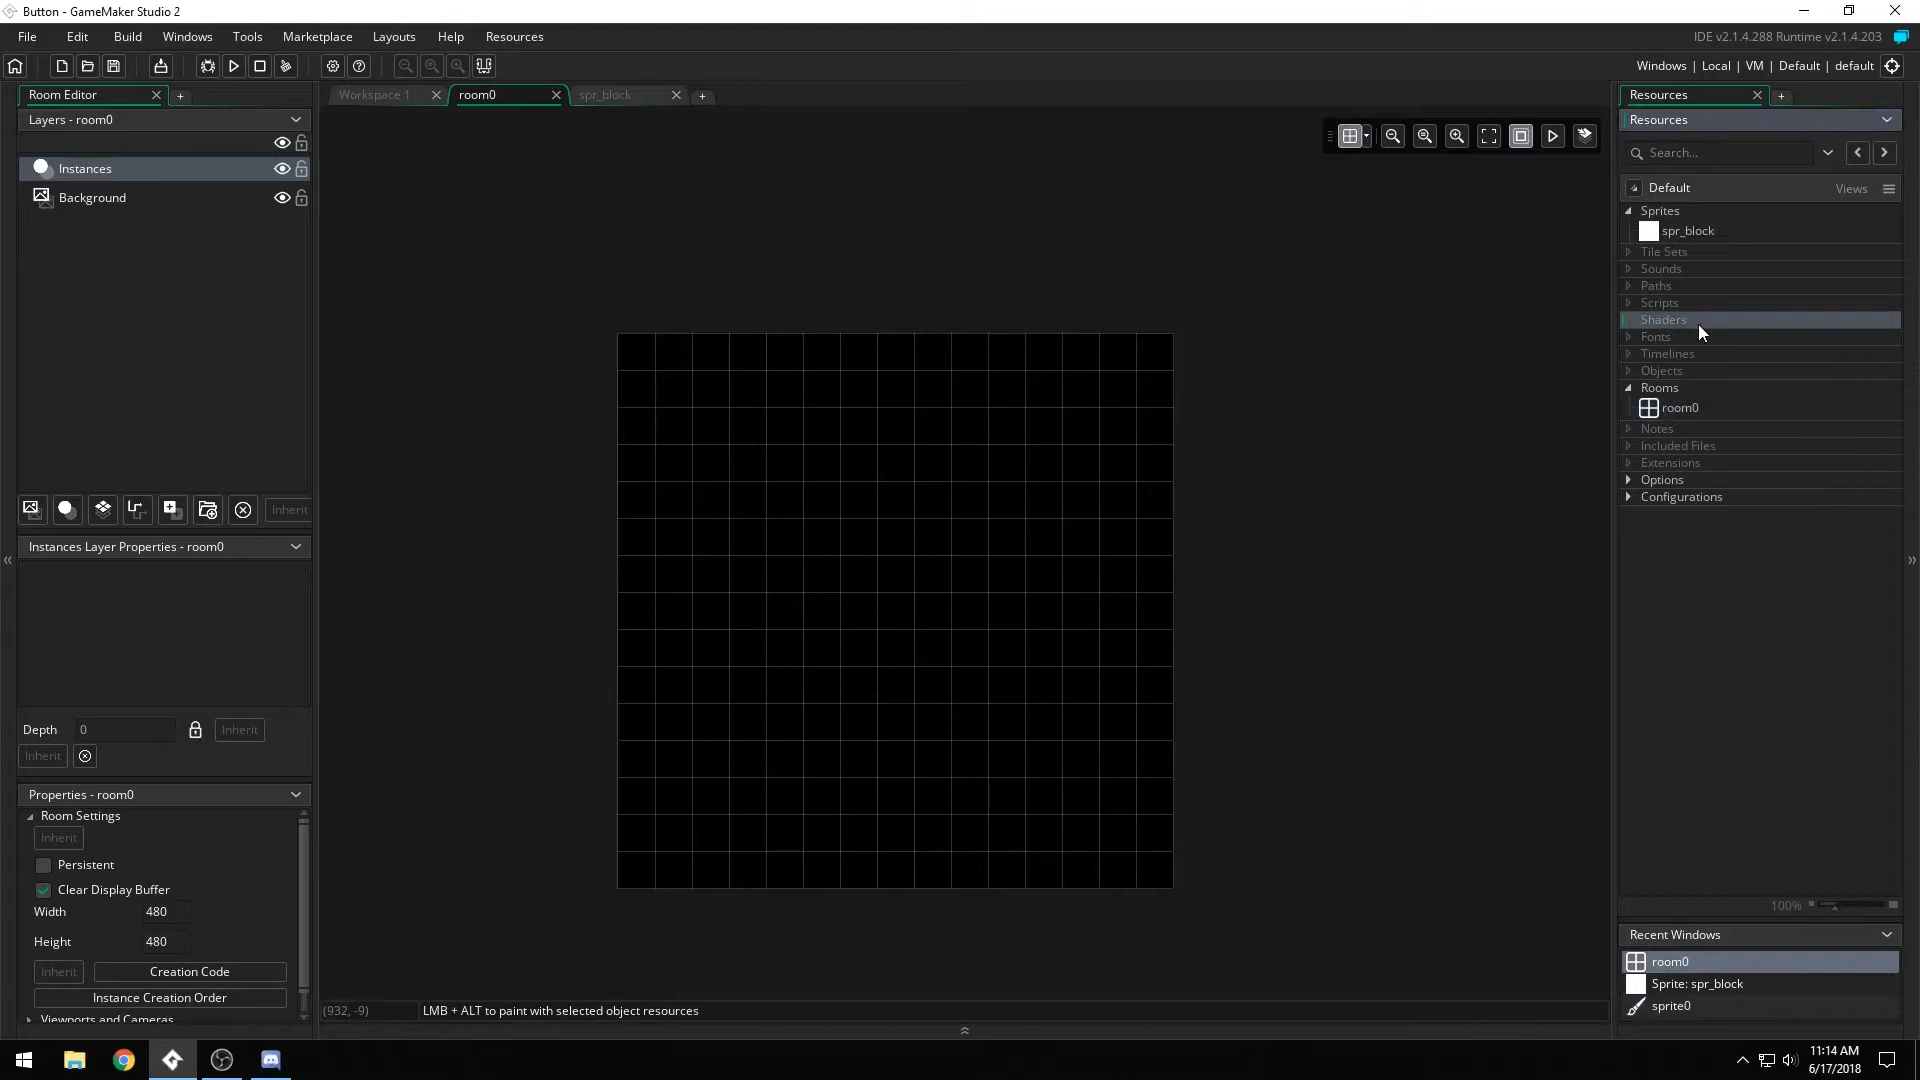 Button - GameMaker Studio 2
File Edit Build Windows Tools Marketplace Layouts Help Resources
IDE v2.1.4.288 Runtime v2.1.4.203
Windows | Local | VM | Default | default
Room Editor
Layers - room0
Instances
Background
Inherit
Instances Layer Properties - room0
Depth 0 Inherit
Inherit
Properties - room0
Room Settings
Inherit
Persistent
Clear Display Buffer
Width 480
Height 480
Inherit Creation Code
Instance Creation Order
Viewports and Cameras
Workspace 1 room0 spr_block
(932, -9) LMB + ALT to paint with selected object resources
Resources
Resources
Search...
Default Views
Sprites
spr_block
Tile Sets
Sounds
Paths
Scripts
Shaders
Fonts
Timelines
Objects
Rooms
room0
Notes
Included Files
Extensions
Options
Configurations
100%
Recent Windows
room0
Sprite: spr_block
sprite0
11:14 AM
6/17/2018